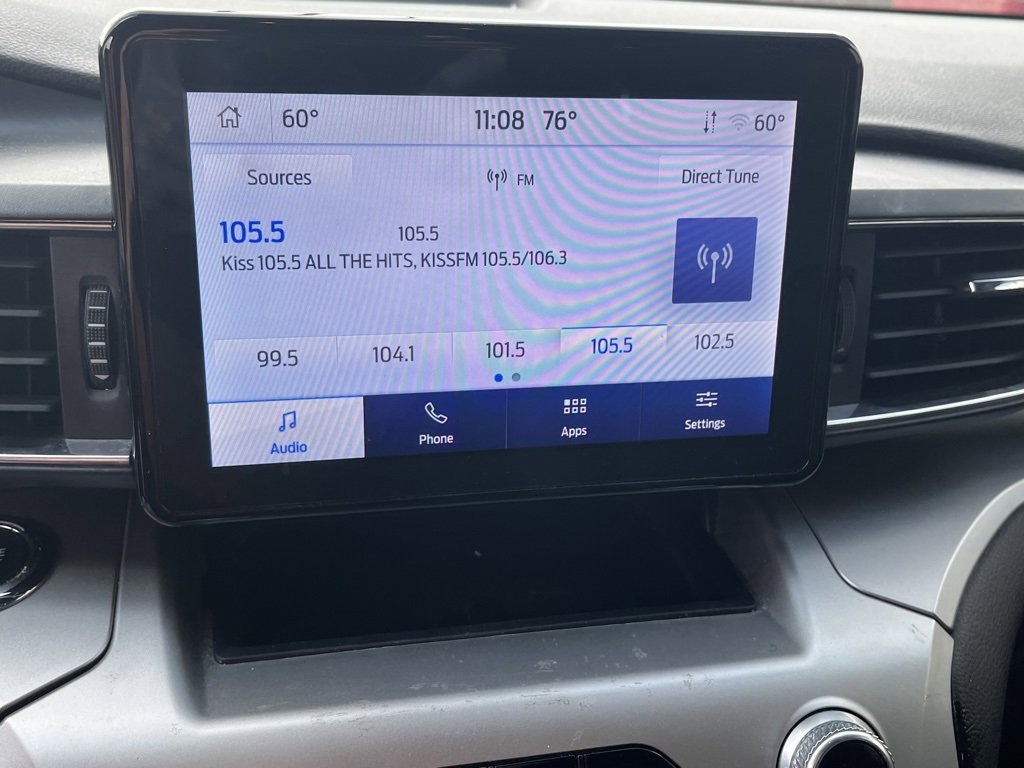 60° 11:08 76° 60°
Sources FM Direct Tune
105.5 105.5
Kiss 105.5 ALL THE HITS, KISSFM 105.5/106.3
99.5 104.1 101.5 105.5 102.5
Audio Phone Apps Settings